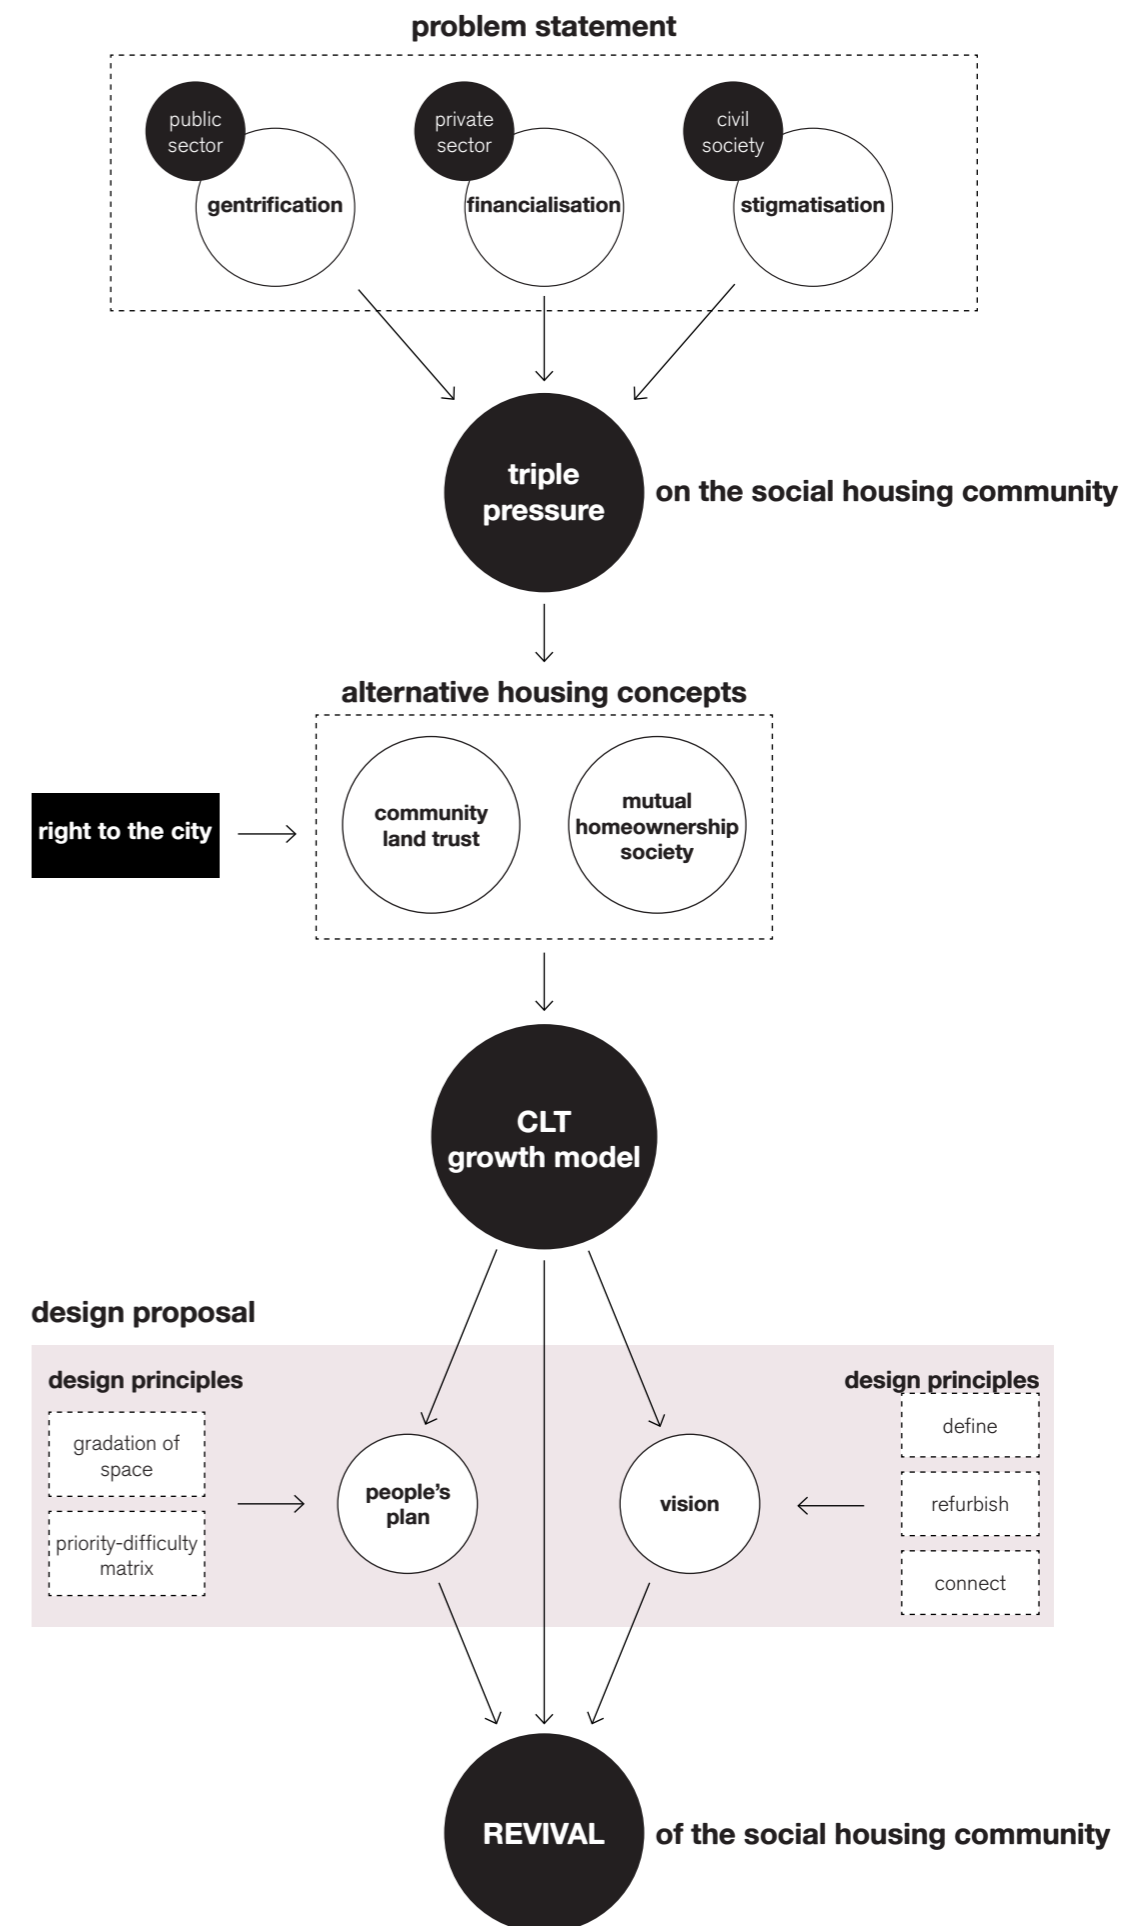 problem statement
public
sector
gentrification
private
sector
financialisation
civil
society
stigmatisation
triple
pressure
on the social housing community
alternative housing concepts
right to the city
community
land trust
mutual
homeownership
society
CLT
growth model
design proposal
design principles
gradation of
space
priority-difficulty
matrix
people's
plan
vision
design principles
define
refurbish
connect
REVIVAL
of the social housing community